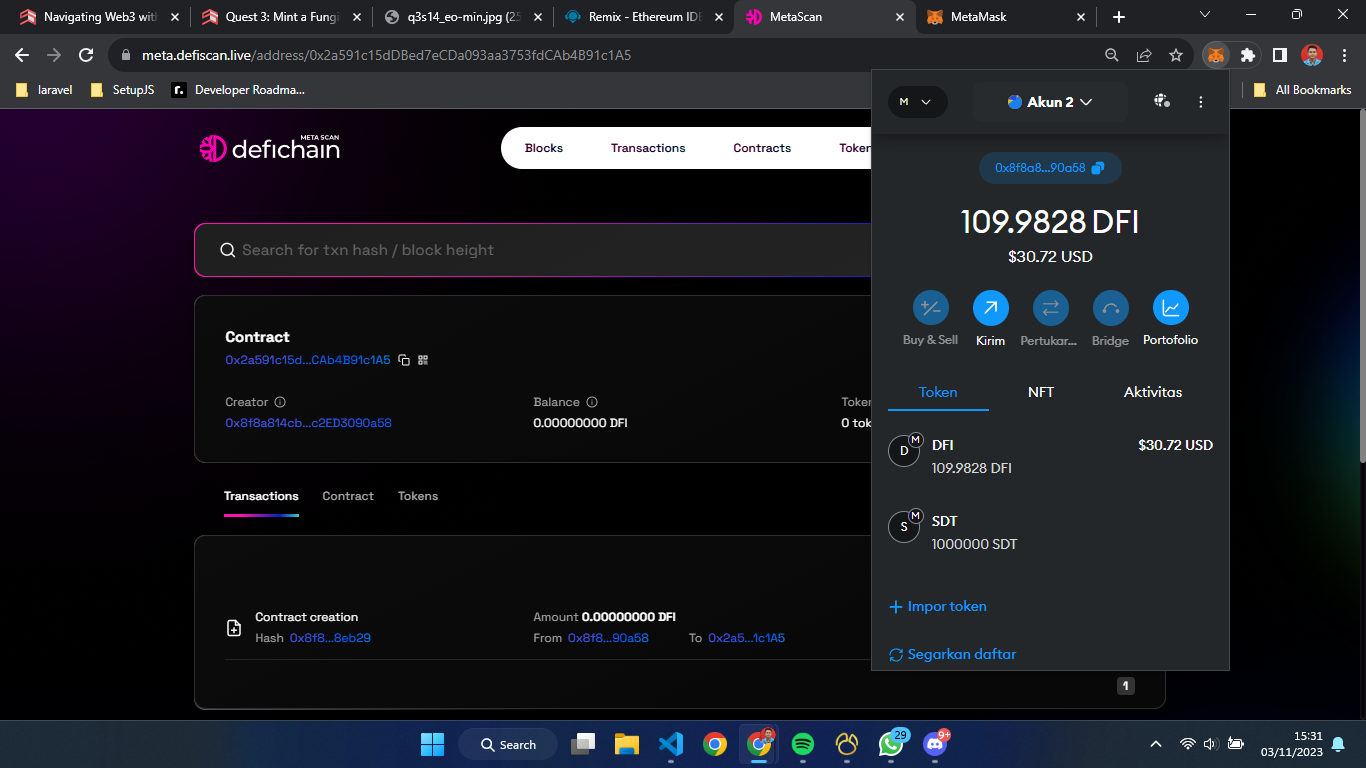 Navigating Web3 with
Quest 3: Mint a Fungi
q3s14_eo-min.jpg (25
Remix - Ethereum IDE
MetaScan
MetaMask
meta.defiscan.live/address/0x2a591c15dDBed7eCDa093aa3753fdCAb4B91c1A5
laravel
SetupJS
r.
Developer Roadma...
All Bookmarks
META SCAN
defichain
Blocks
Transactions
Contracts
Token
Search for txn hash / block height
Contract
0x2a591c15d...CAb4B91c1A5
Creator
Balance
Token
0x8f8a814cb...c2ED3090a58
0.00000000 DFI
0 tok
Transactions
Contract
Tokens
Contract creation
Amount 0.00000000 DFI
Hash 0x8f8...8eb29
From 0x8f8...90a58
To 0x2a5...1c1A5
1
M
Akun 2
0x8f8a8...90a58
109.9828 DFI
$30.72 USD
Buy & Sell
Kirim
Pertukar...
Bridge
Portofolio
Token
NFT
Aktivitas
D
M
DFI
$30.72 USD
109.9828 DFI
S
M
SDT
1000000 SDT
+ Impor token
Segarkan daftar
Search
29
9+
15:31
03/11/2023